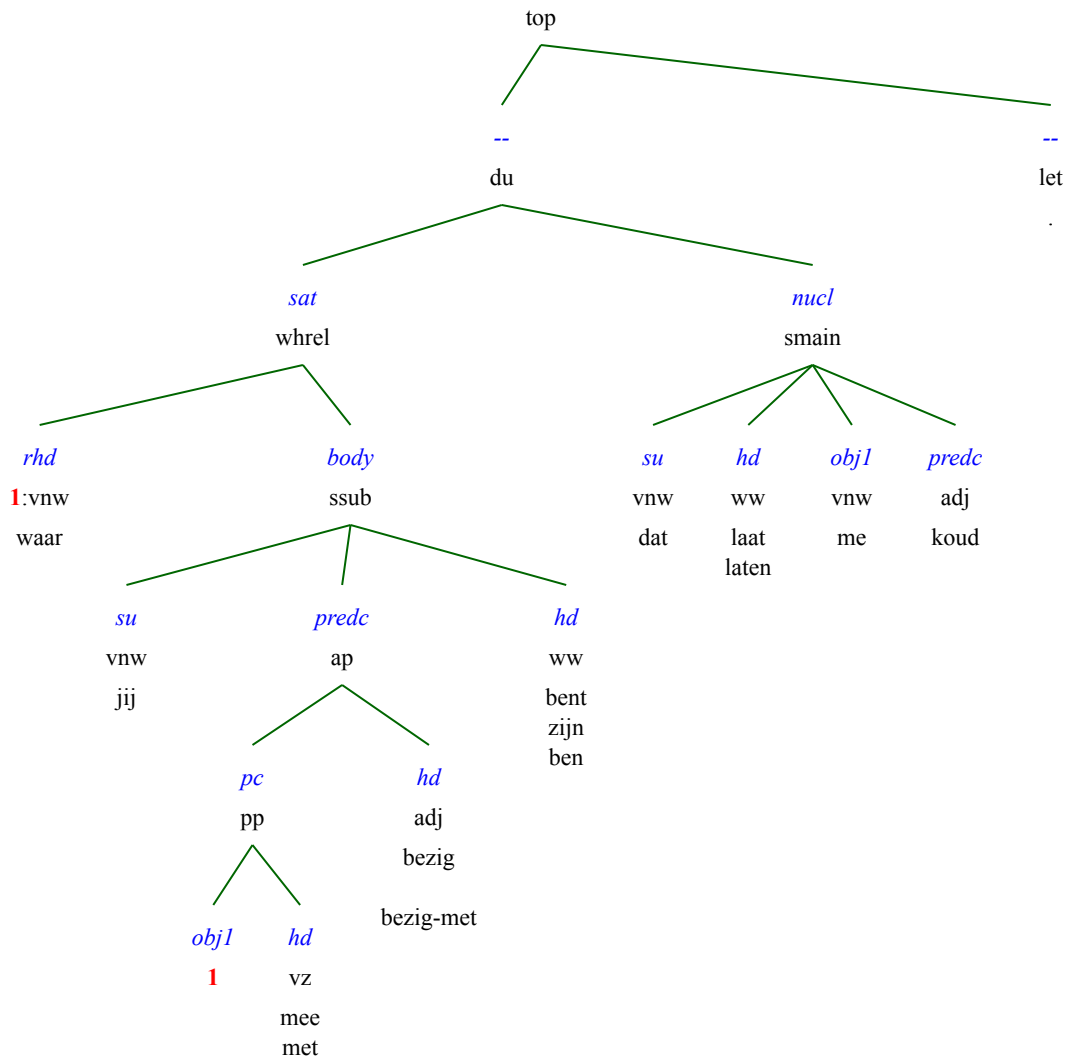 top
-- --
du let
.
sat nucl
whrel smain
rhd body su hd obj1 predc
1:vnw ssub vnw ww vnw adj
waar dat laat me koud
laten
su predc hd
vnw ap ww
jij bent
zijn
ben
pc hd
pp adj
bezig
bezig-met
obj1 hd
1 vz
mee
met